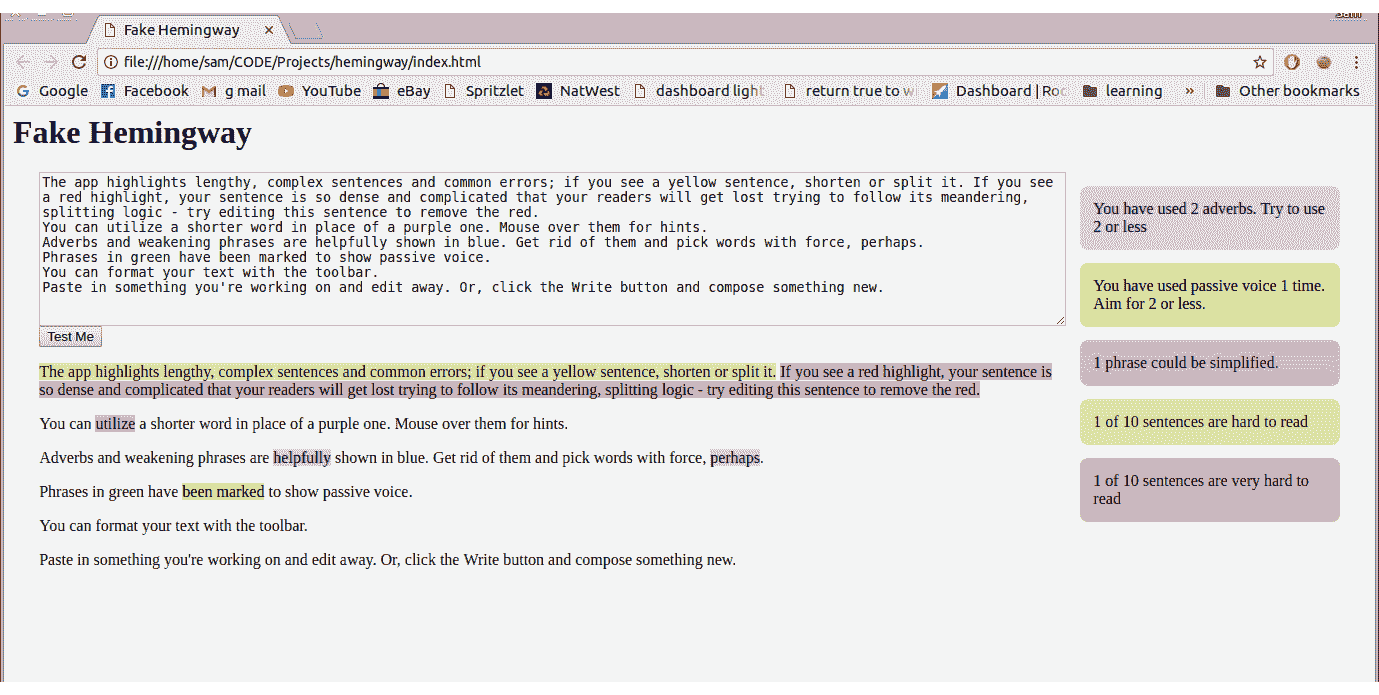 Fake Hemingway
file:///home/sam/CODE/Projects/hemingway/index.html
Google Facebook g mail YouTube eBay Spritzlet NatWest dashboard light return true to w Dashboard | Roc learning » Other bookmarks
Fake Hemingway
The app highlights lengthy, complex sentences and common errors; if you see a yellow sentence, shorten or split it. If you see
a red highlight, your sentence is so dense and complicated that your readers will get lost trying to follow its meandering,
splitting logic - try editing this sentence to remove the red.
You can utilize a shorter word in place of a purple one. Mouse over them for hints.
Adverbs and weakening phrases are helpfully shown in blue. Get rid of them and pick words with force, perhaps.
Phrases in green have been marked to show passive voice.
You can format your text with the toolbar.
Paste in something you're working on and edit away. Or, click the Write button and compose something new.
Test Me
The app highlights lengthy, complex sentences and common errors; if you see a yellow sentence, shorten or split it. If you see a red highlight, your sentence is
so dense and complicated that your readers will get lost trying to follow its meandering, splitting logic - try editing this sentence to remove the red.
You can utilize a shorter word in place of a purple one. Mouse over them for hints.
Adverbs and weakening phrases are helpfully shown in blue. Get rid of them and pick words with force, perhaps.
Phrases in green have been marked to show passive voice.
You can format your text with the toolbar.
Paste in something you're working on and edit away. Or, click the Write button and compose something new.
You have used 2 adverbs. Try to use
2 or less
You have used passive voice 1 time.
Aim for 2 or less.
1 phrase could be simplified.
1 of 10 sentences are hard to read
1 of 10 sentences are very hard to
read